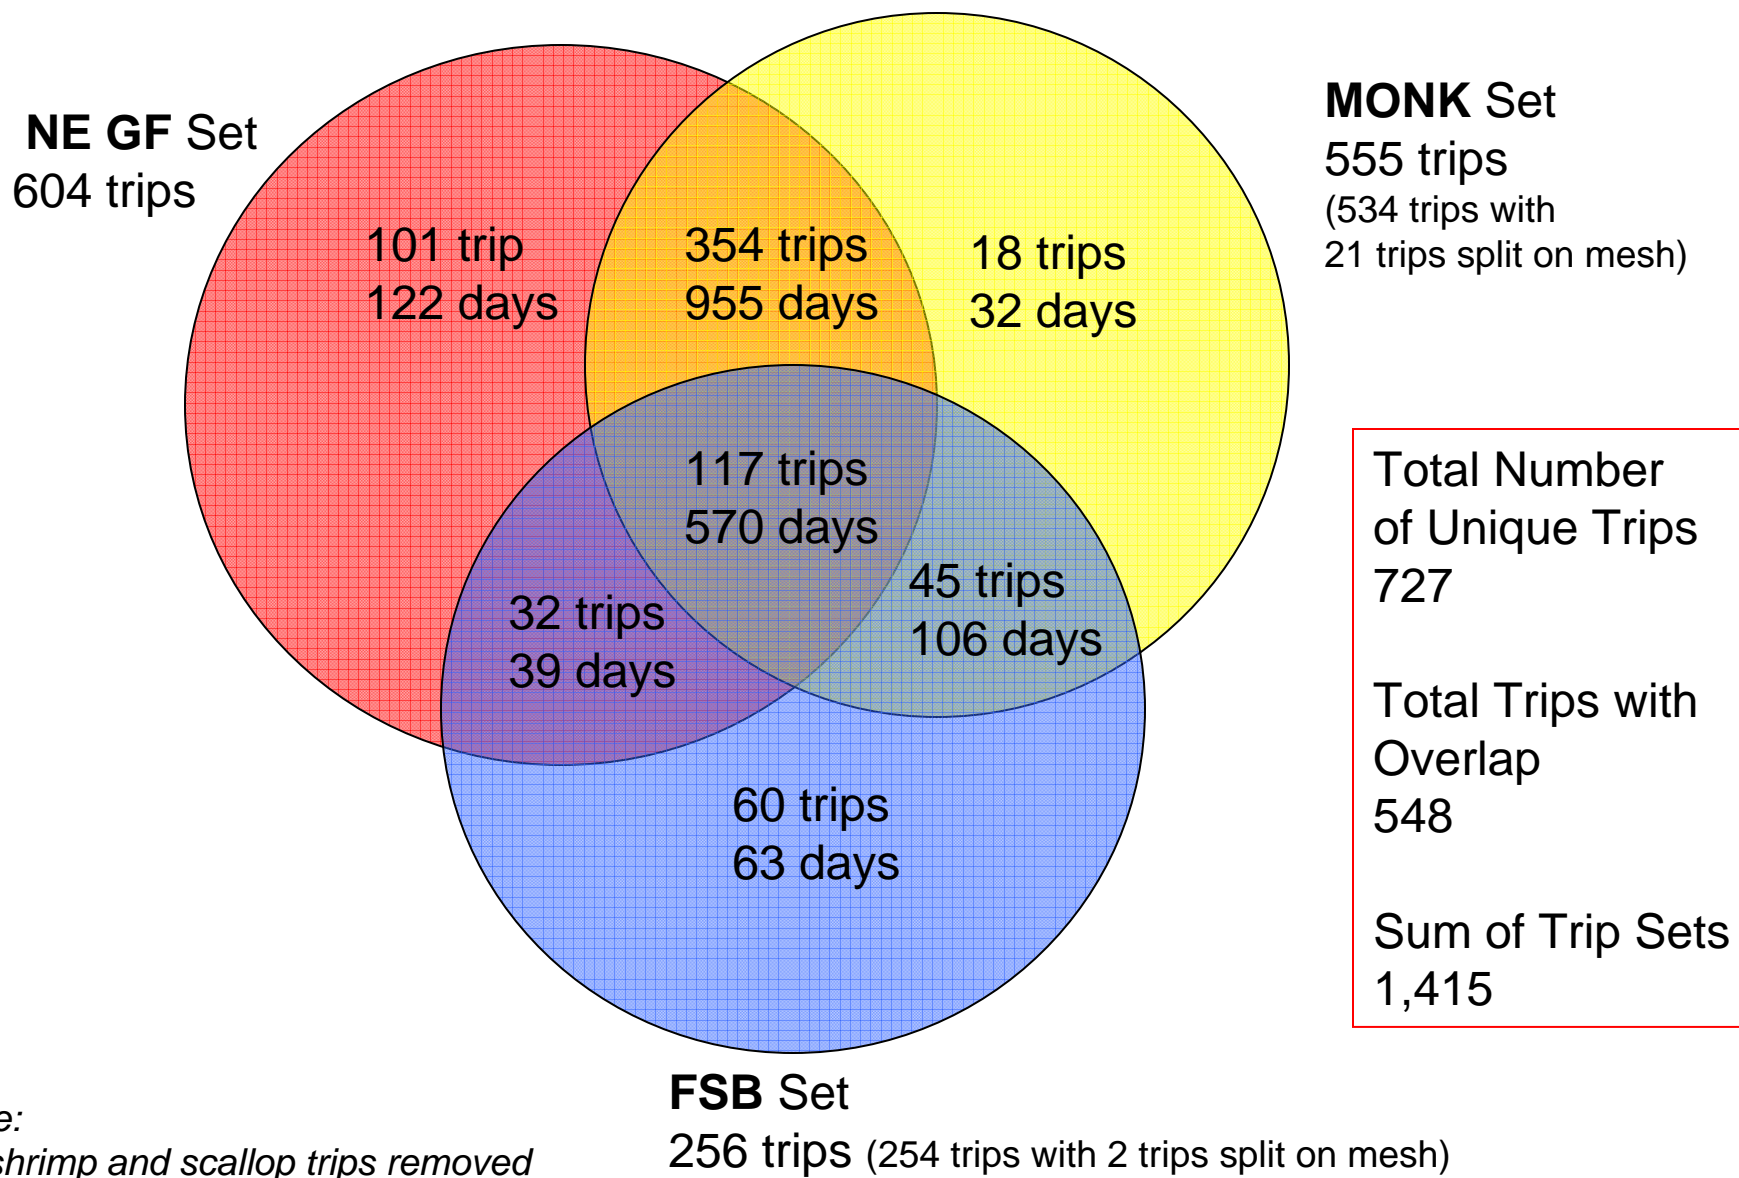 NE GF Set
604 trips
MONK Set
555 trips
(534 trips with
21 trips split on mesh)
101 trip
122 days
354 trips
955 days
18 trips
32 days
117 trips
570 days
32 trips
39 days
45 trips
106 days
60 trips
63 days
Total Number
of Unique Trips
727
Total Trips with
Overlap
548
Sum of Trip Sets
1,415
FSB Set
256 trips (254 trips with 2 trips split on mesh)
e:
shrimp and scallop trips removed